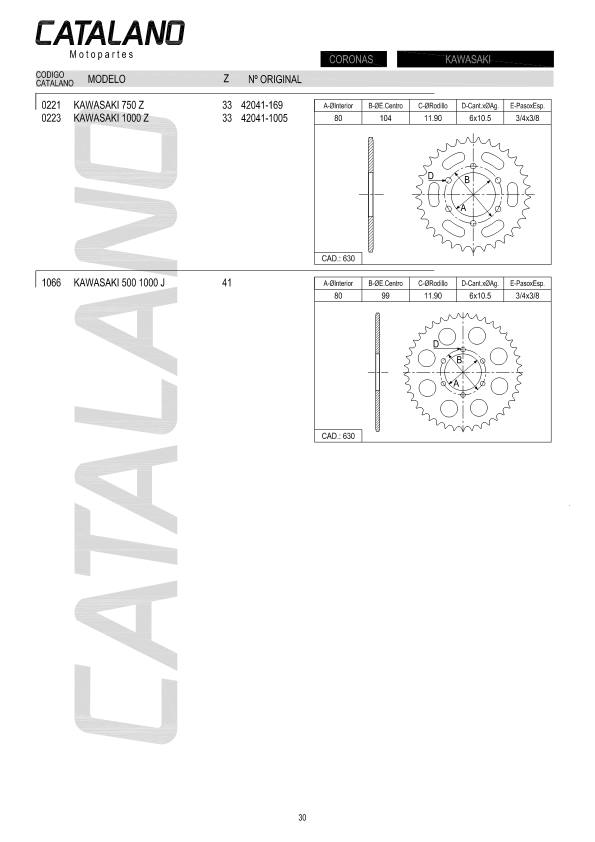 CATALANO
Motopartes
CORONAS KAWASAKI
CODIGO CATALANO MODELO Z Nº ORIGINAL
0221 KAWASAKI 750 Z 33 42041-169
0223 KAWASAKI 1000 Z 33 42041-1005
A-ØInterior B-ØE.Centro C-ØRodillo D-Cant.xØAg. E-PasoxEsp.
80 104 11.90 6x10.5 3/4x3/8
D
B
A
CAD.: 630
1066 KAWASAKI 500 1000 J 41
A-ØInterior B-ØE.Centro C-ØRodillo D-Cant.xØAg. E-PasoxEsp.
80 99 11.90 6x10.5 3/4x3/8
D
B
A
CAD.: 630
CATALANO
30